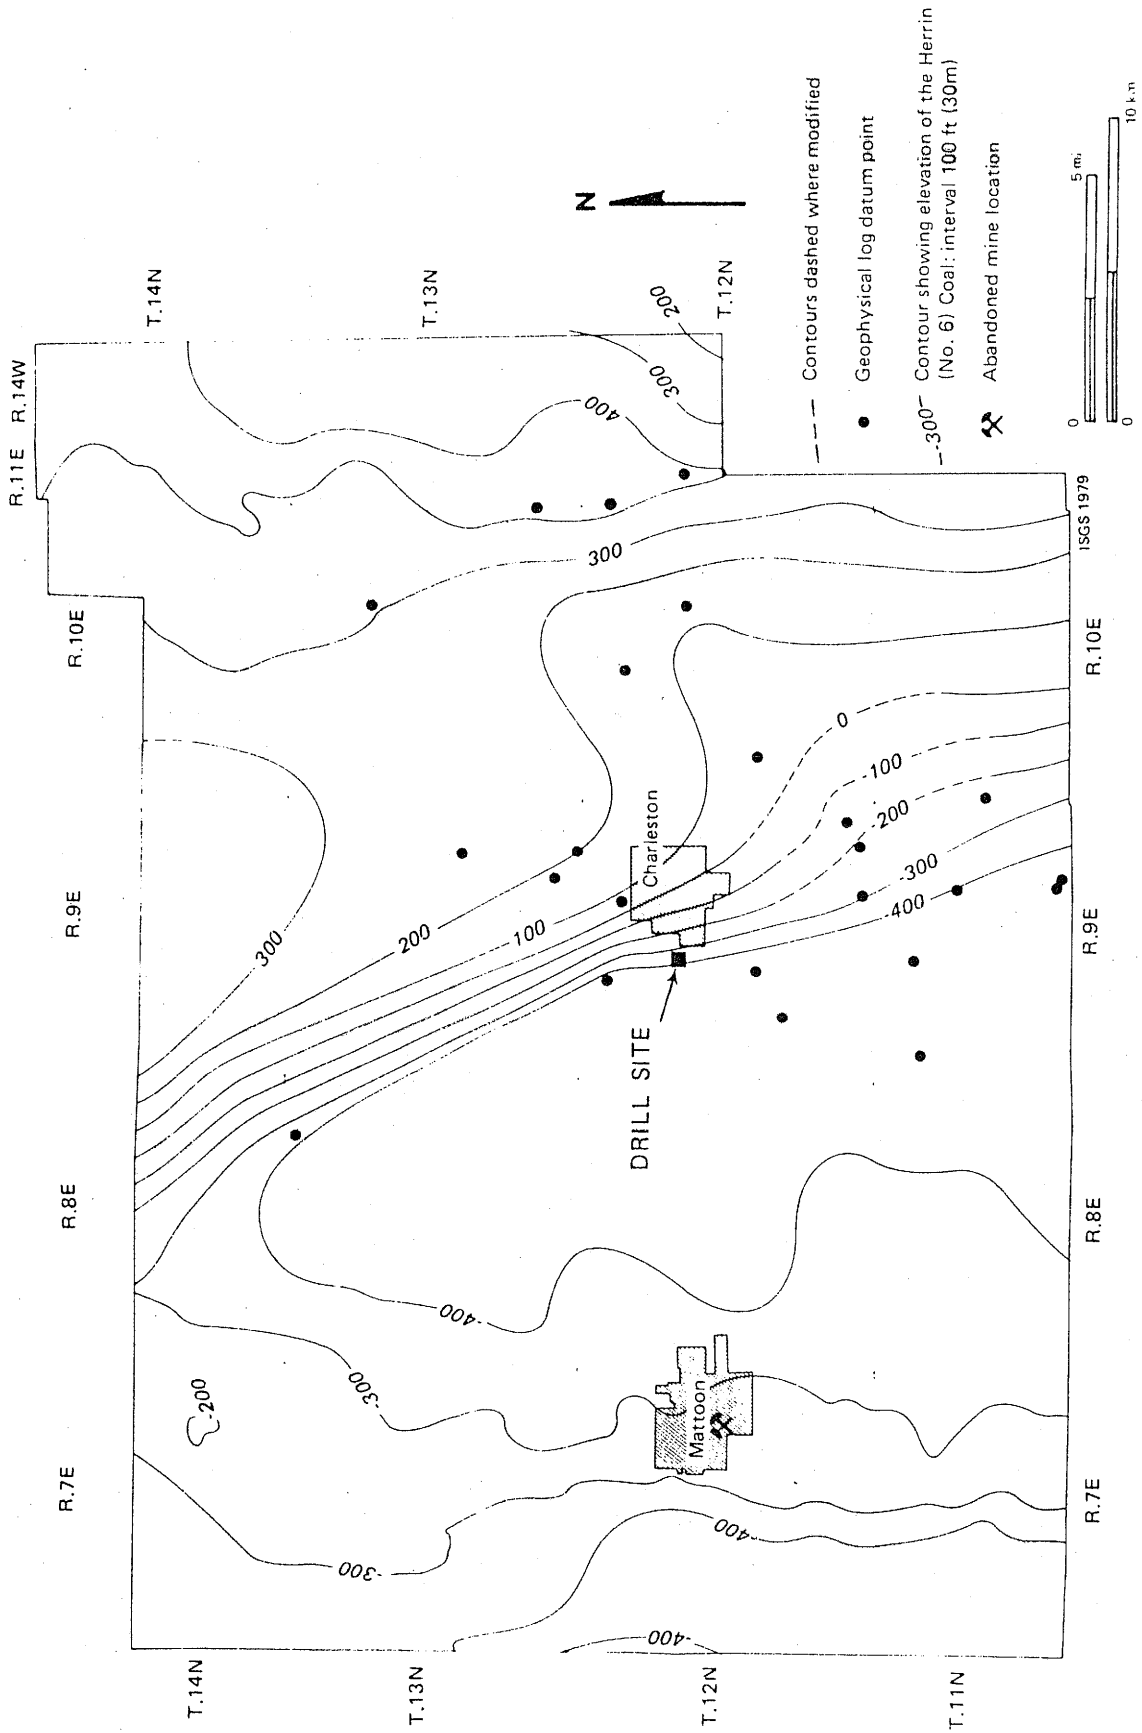 R.7E
R.8E
R.9E
R.10E
R.11E R.14W
T.14N
T.13N
T.12N
T.11N
T.14N
T.13N
T.12N
-200
-300
-300
-400
-400
-400
300
200
100
0
-100
-200
-300
-400
300
400
300
200
Mattoon
Charleston
DRILL SITE
R.7E
R.8E
R.9E
R.10E
ISGS 1979
N
Contours dashed where modified
Geophysical log datum point
-300- Contour showing elevation of the Herrin
(No. 6) Coal: interval 100 ft (30m)
Abandoned mine location
0 5 mi
0 10 km